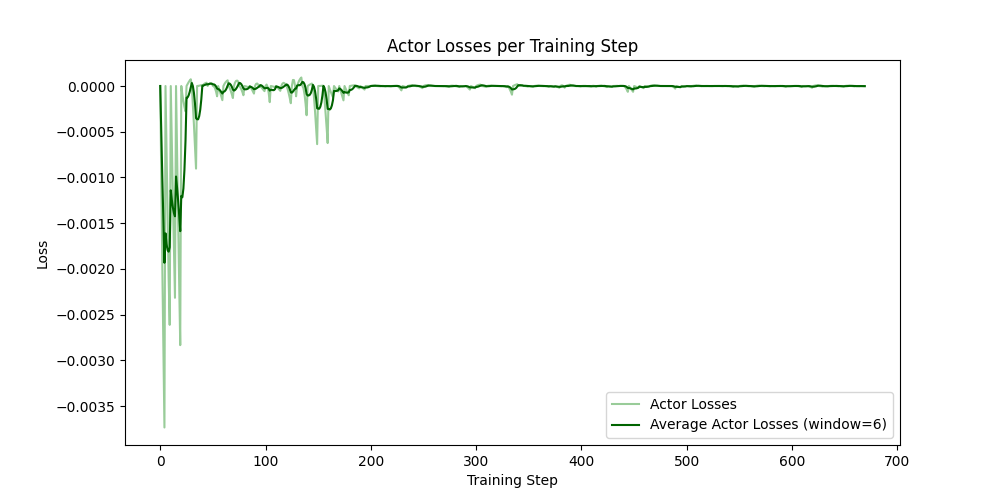 Actor Losses per Training Step
0.0000
−0.0005
−0.0010
−0.0015
−0.0020
−0.0025
−0.0030
−0.0035
Loss
0 100 200 300 400 500 600 700
Training Step
Actor Losses
Average Actor Losses (window=6)